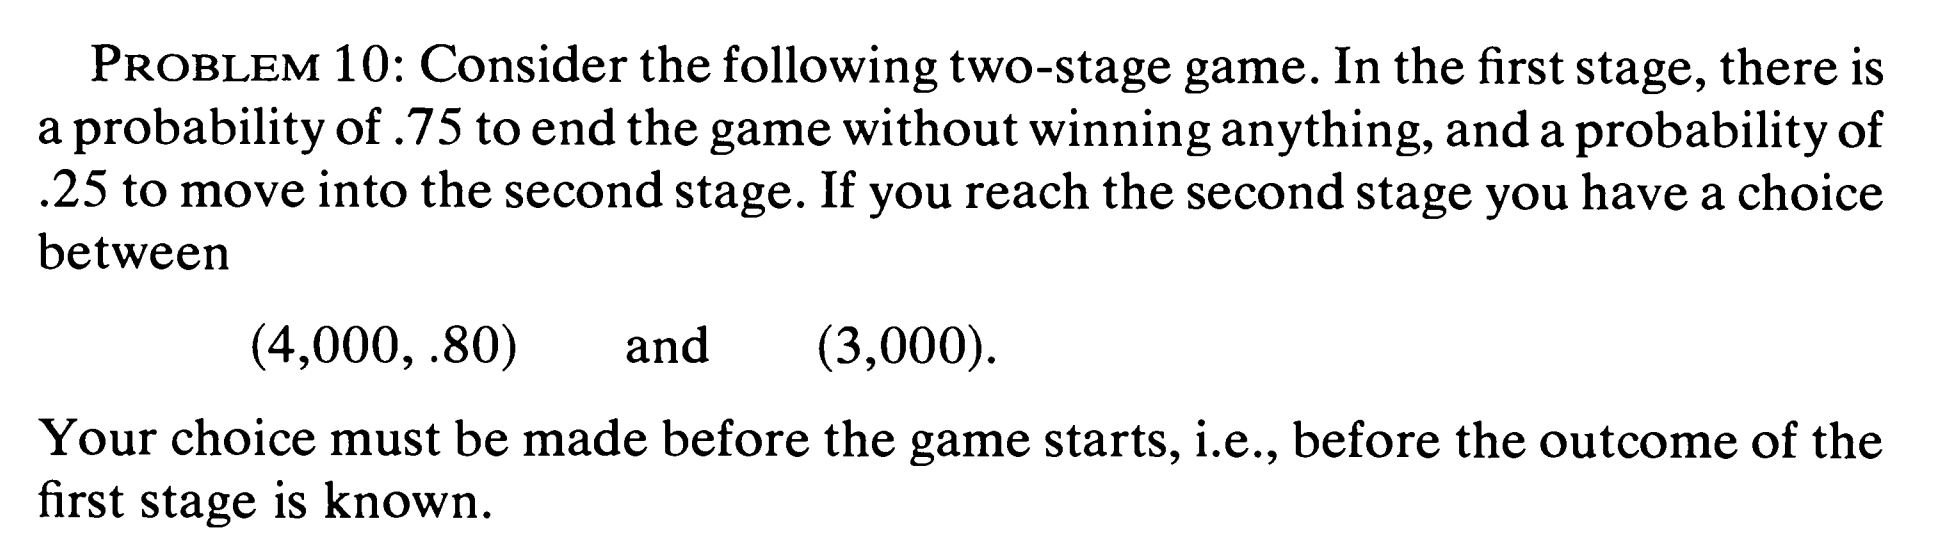 PROBLEM 10: Consider the following two-stage game. In the first stage, there is
a probability of .75 to end the game without winning anything, and a probability of
.25 to move into the second stage. If you reach the second stage you have a choice
between
(4,000, .80) and (3,000).
Your choice must be made before the game starts, i.e., before the outcome of the
first stage is known.